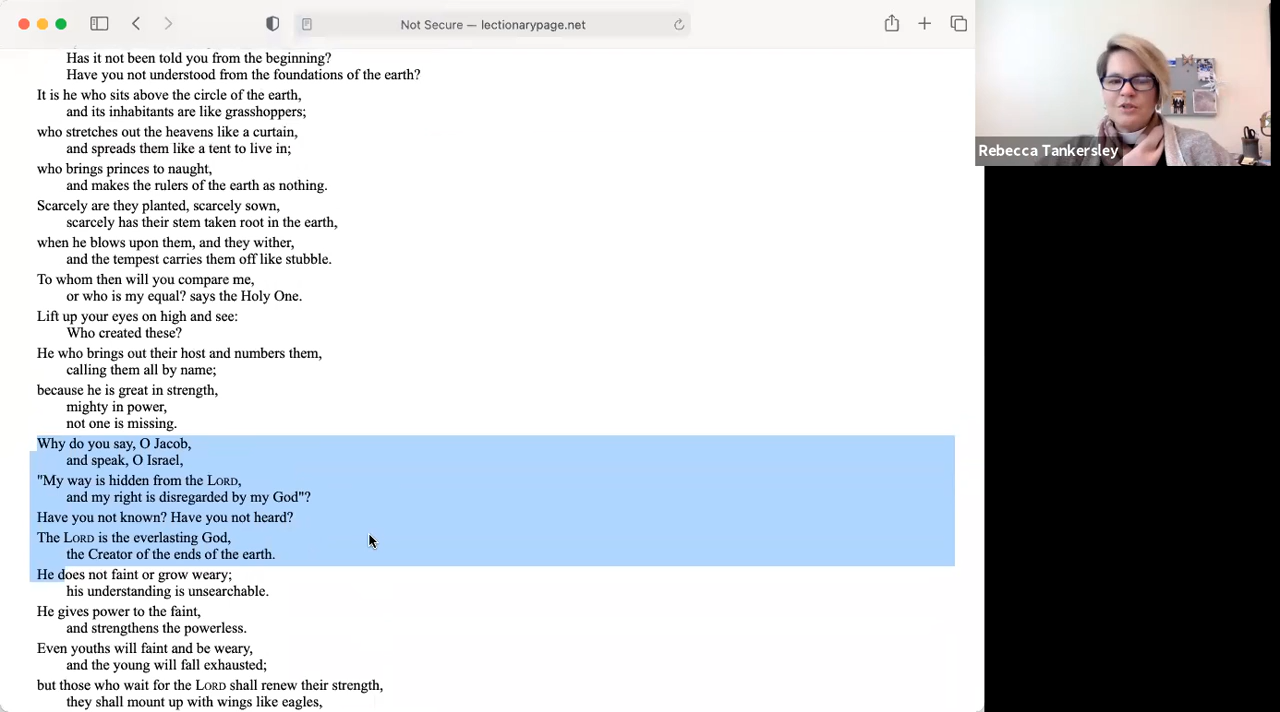 Not Secure — lectionarypage.net
Has it not been told you from the beginning?
Have you not understood from the foundations of the earth?
It is he who sits above the circle of the earth,
and its inhabitants are like grasshoppers;
who stretches out the heavens like a curtain,
and spreads them like a tent to live in;
who brings princes to naught,
and makes the rulers of the earth as nothing.
Scarcely are they planted, scarcely sown,
scarcely has their stem taken root in the earth,
when he blows upon them, and they wither,
and the tempest carries them off like stubble.
To whom then will you compare me,
or who is my equal? says the Holy One.
Lift up your eyes on high and see:
Who created these?
He who brings out their host and numbers them,
calling them all by name;
because he is great in strength,
mighty in power,
not one is missing.
Why do you say, O Jacob,
and speak, O Israel,
"My way is hidden from the LORD,
and my right is disregarded by my God"?
Have you not known? Have you not heard?
The LORD is the everlasting God,
the Creator of the ends of the earth.
He does not faint or grow weary;
his understanding is unsearchable.
He gives power to the faint,
and strengthens the powerless.
Even youths will faint and be weary,
and the young will fall exhausted;
but those who wait for the LORD shall renew their strength,
they shall mount up with wings like eagles,
Rebecca Tankersley